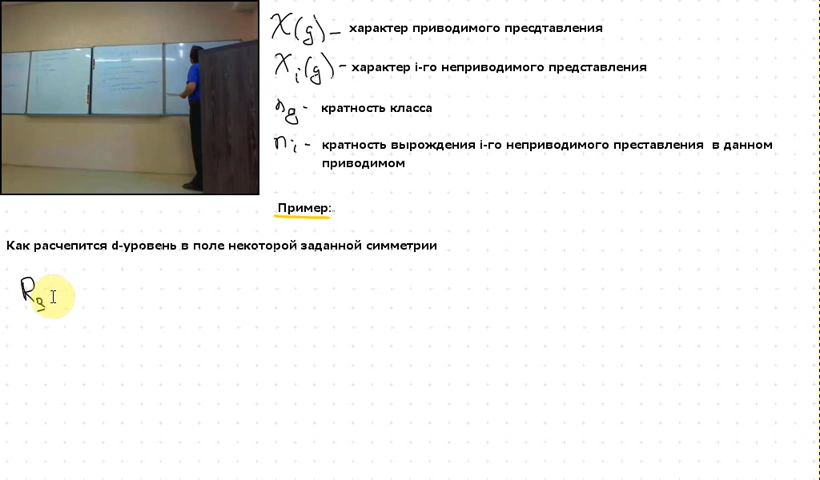 χ(g) – характер приводимого пресдтавления
χi(g) – характер i-го неприводимого представления
ng - кратность класса
ni - кратность вырождения i-го неприводимого преставления в данном
приводимом
Пример:
Как расчепится d-уровень в поле некоторой заданной симметрии
R3